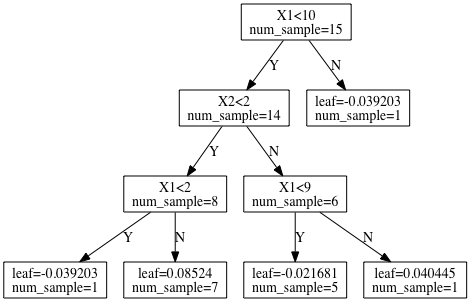 X1<10
num_sample=15
Y
N
X2<2
num_sample=14
leaf=-0.039203
num_sample=1
Y
N
X1<2
num_sample=8
X1<9
num_sample=6
Y
N
Y
N
leaf=-0.039203
num_sample=1
leaf=0.08524
num_sample=7
leaf=-0.021681
num_sample=5
leaf=0.040445
num_sample=1